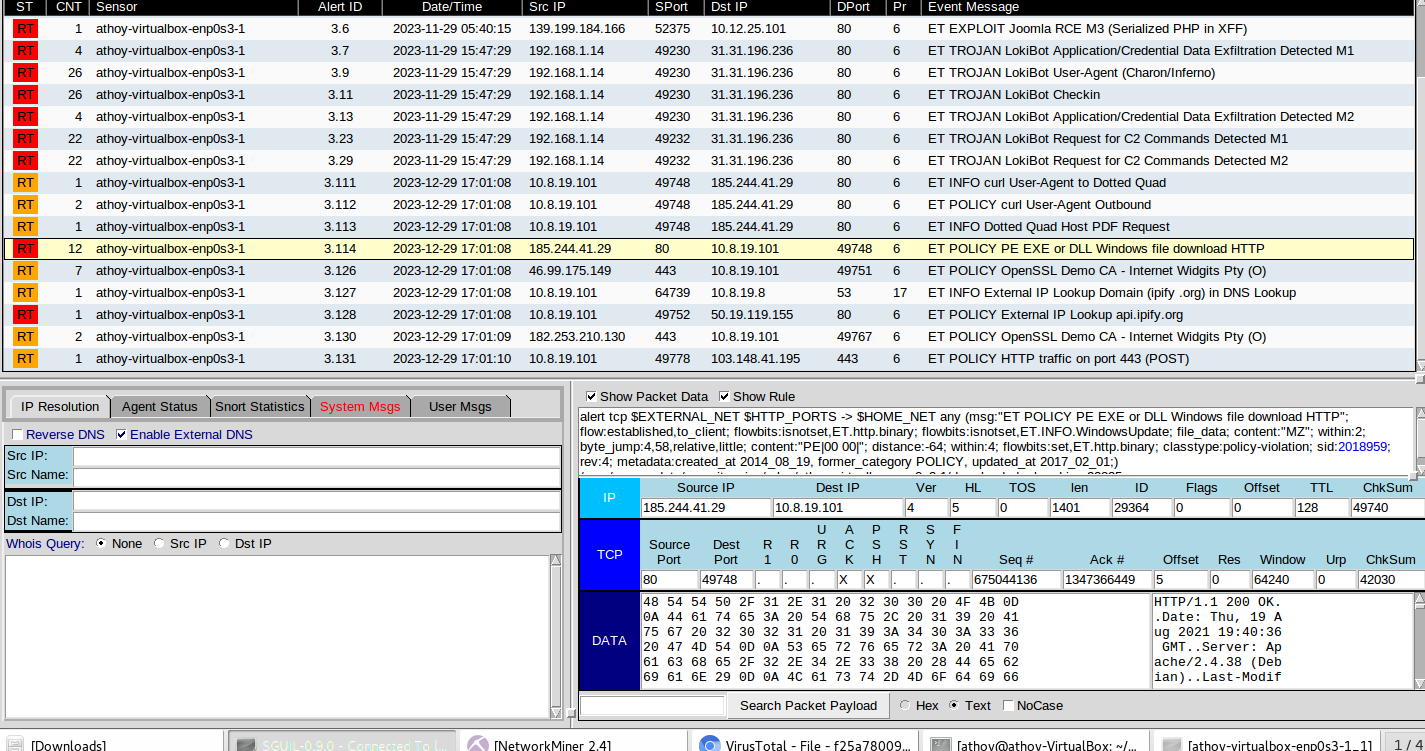 ST CNT Sensor Alert ID Date/Time Src IP SPort Dst IP DPort Pr Event Message
RT 1 athoy-virtualbox-enp0s3-1 3.6 2023-11-29 05:40:15 139.199.184.166 52375 10.12.25.101 80 6 ET EXPLOIT Joomla RCE M3 (Serialized PHP in XFF)
RT 4 athoy-virtualbox-enp0s3-1 3.7 2023-11-29 15:47:29 192.168.1.14 49230 31.31.196.236 80 6 ET TROJAN LokiBot Application/Credential Data Exfiltration Detected M1
RT 26 athoy-virtualbox-enp0s3-1 3.9 2023-11-29 15:47:29 192.168.1.14 49230 31.31.196.236 80 6 ET TROJAN LokiBot User-Agent (Charon/Inferno)
RT 26 athoy-virtualbox-enp0s3-1 3.11 2023-11-29 15:47:29 192.168.1.14 49230 31.31.196.236 80 6 ET TROJAN LokiBot Checkin
RT 4 athoy-virtualbox-enp0s3-1 3.13 2023-11-29 15:47:29 192.168.1.14 49230 31.31.196.236 80 6 ET TROJAN LokiBot Application/Credential Data Exfiltration Detected M2
RT 22 athoy-virtualbox-enp0s3-1 3.23 2023-11-29 15:47:29 192.168.1.14 49232 31.31.196.236 80 6 ET TROJAN LokiBot Request for C2 Commands Detected M1
RT 22 athoy-virtualbox-enp0s3-1 3.29 2023-11-29 15:47:29 192.168.1.14 49232 31.31.196.236 80 6 ET TROJAN LokiBot Request for C2 Commands Detected M2
RT 1 athoy-virtualbox-enp0s3-1 3.111 2023-12-29 17:01:08 10.8.19.101 49748 185.244.41.29 80 6 ET INFO curl User-Agent to Dotted Quad
RT 2 athoy-virtualbox-enp0s3-1 3.112 2023-12-29 17:01:08 10.8.19.101 49748 185.244.41.29 80 6 ET POLICY curl User-Agent Outbound
RT 1 athoy-virtualbox-enp0s3-1 3.113 2023-12-29 17:01:08 10.8.19.101 49748 185.244.41.29 80 6 ET INFO Dotted Quad Host PDF Request
RT 12 athoy-virtualbox-enp0s3-1 3.114 2023-12-29 17:01:08 185.244.41.29 80 10.8.19.101 49748 6 ET POLICY PE EXE or DLL Windows file download HTTP
RT 7 athoy-virtualbox-enp0s3-1 3.126 2023-12-29 17:01:08 46.99.175.149 443 10.8.19.101 49751 6 ET POLICY OpenSSL Demo CA - Internet Widgits Pty (O)
RT 1 athoy-virtualbox-enp0s3-1 3.127 2023-12-29 17:01:08 10.8.19.101 64739 10.8.19.8 53 17 ET INFO External IP Lookup Domain (ipify .org) in DNS Lookup
RT 1 athoy-virtualbox-enp0s3-1 3.128 2023-12-29 17:01:08 10.8.19.101 49752 50.19.119.155 80 6 ET POLICY External IP Lookup api.ipify.org
RT 2 athoy-virtualbox-enp0s3-1 3.130 2023-12-29 17:01:09 182.253.210.130 443 10.8.19.101 49767 6 ET POLICY OpenSSL Demo CA - Internet Widgits Pty (O)
RT 1 athoy-virtualbox-enp0s3-1 3.131 2023-12-29 17:01:10 10.8.19.101 49778 103.148.41.195 443 6 ET POLICY HTTP traffic on port 443 (POST)
IP Resolution Agent Status Snort Statistics System Msgs User Msgs
Reverse DNS Enable External DNS
Src IP:
Src Name:
Dst IP:
Dst Name:
Whois Query: None Src IP Dst IP
Show Packet Data Show Rule
alert tcp $EXTERNAL_NET $HTTP_PORTS -> $HOME_NET any (msg:"ET POLICY PE EXE or DLL Windows file download HTTP";
flow:established,to_client; flowbits:isnotset,ET.http.binary; flowbits:isnotset,ET.INFO.WindowsUpdate; file_data; content:"MZ"; within:2;
byte_jump:4,58,relative,little; content:"PE|00 00|"; distance:-64; within:4; flowbits:set,ET.http.binary; classtype:policy-violation; sid:2018959;
rev:4; metadata:created_at 2014_08_19, former_category POLICY, updated_at 2017_02_01;)
IP Source IP Dest IP Ver HL TOS len ID Flags Offset TTL ChkSum
185.244.41.29 10.8.19.101 4 5 0 1401 29364 0 0 128 49740
TCP Source Port Dest Port R1 R0 URG ACK PSH RST SYN FIN Seq # Ack # Offset Res Window Urp ChkSum
80 49748 . . . X X . . . 675044136 1347366449 5 0 64240 0 42030
DATA
48 54 54 50 2F 31 2E 31 20 32 30 30 20 4F 4B 0D HTTP/1.1 200 OK.
0A 44 61 74 65 3A 20 54 68 75 2C 20 31 39 20 41 .Date: Thu, 19 A
75 67 20 32 30 32 31 20 31 39 3A 34 30 3A 33 36 ug 2021 19:40:36
20 47 4D 54 0D 0A 53 65 72 76 65 72 3A 20 41 70 GMT..Server: Ap
61 63 68 65 2F 32 2E 34 2E 33 38 20 28 44 65 62 ache/2.4.38 (Deb
69 61 6E 29 0D 0A 4C 61 73 74 2D 4D 6F 64 69 66 ian)..Last-Modif
Search Packet Payload Hex Text NoCase
[Downloads] SGUIL-0.9.0 - Connected To l... [NetworkMiner 2.4] VirusTotal - File - f25a78009... [athoy@athoy-VirtualBox: ~/... [athoy-virtualbox-enp0s3-1_1] 1 / 4